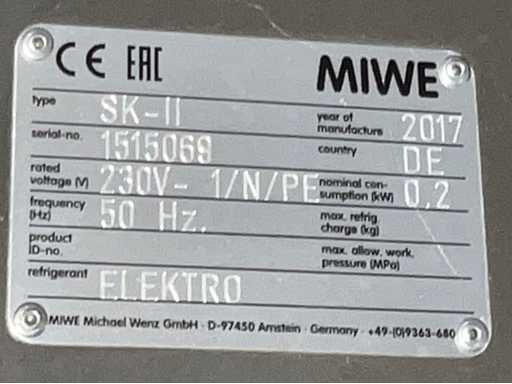 CE EAC MIWE
type SK-II year of manufacture 2017
serial-no. 1515069 country DE
rated voltage (V) 230V- 1/N/PE nominal con-sumption (kW) 0,2
frequency (Hz) 50 Hz. max. refrig. charge (kg)
product ID-no. max. allow. work. pressure (MPa)
refrigerant ELEKTRO
MIWE Michael Wenz GmbH · D-97450 Arnstein · Germany · +49-(0)9363-680